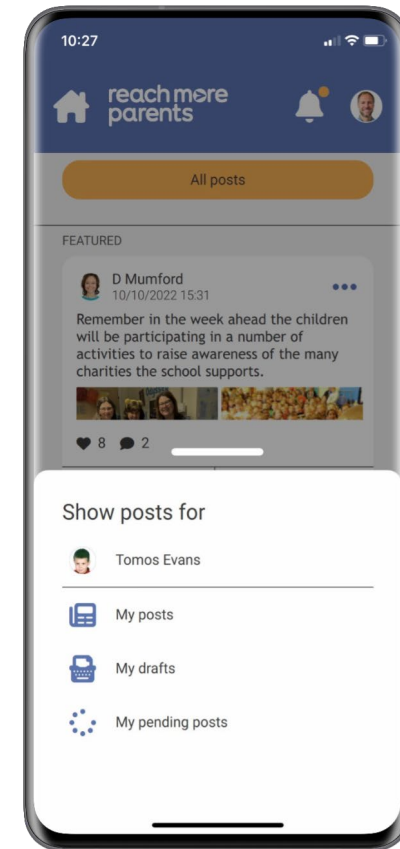 10:27
reach more
parents
All posts
FEATURED
D Mumford
10/10/2022 15:31
Remember in the week ahead the children
will be participating in a number of
activities to raise awareness of the many
charities the school supports.
8 2
Show posts for
Tomos Evans
My posts
My drafts
My pending posts